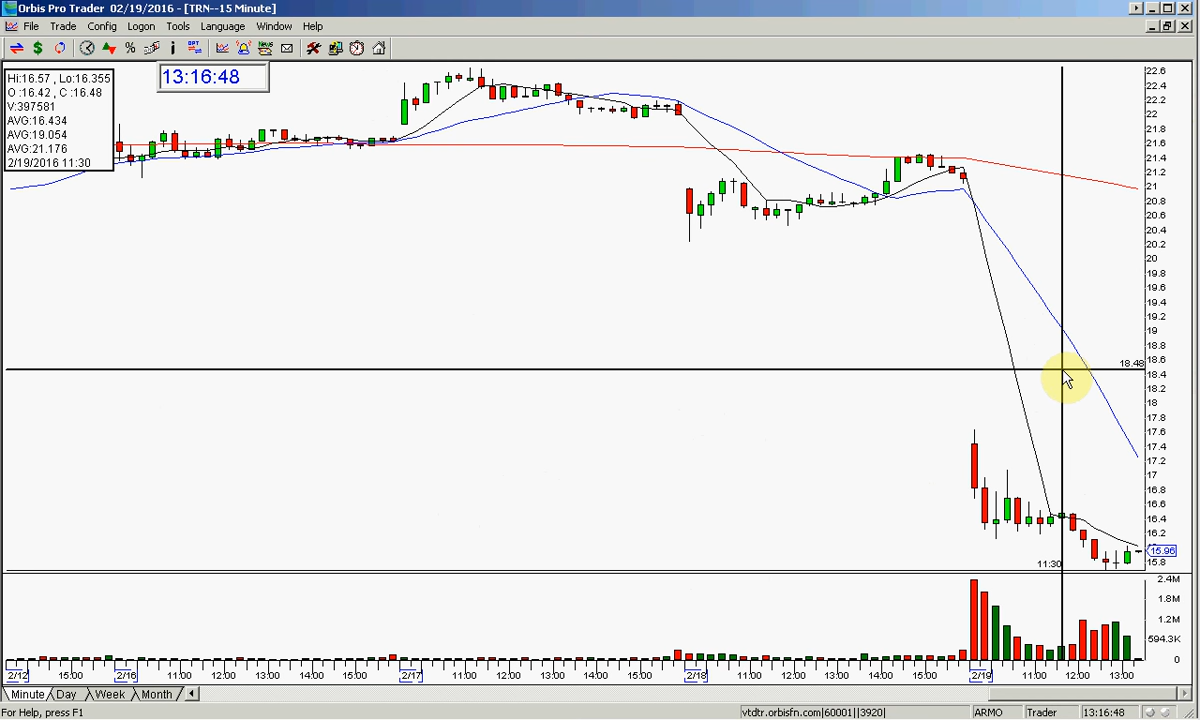 Orbis Pro Trader 02/19/2016 - [TRN--15 Minute]
File Trade Config Logon Tools Language Window Help
13:16:48
Hi:16.57 , Lo:16.355
O :16.42 , C :16.48
V:397581
AVG:16.434
AVG:19.054
AVG:21.176
2/19/2016 11:30
22.6
22.4
22.2
22
21.8
21.6
21.4
21.2
21
20.8
20.6
20.4
20.2
20
19.8
19.6
19.4
19.2
19
18.8
18.6
18.48
18.4
18.2
18
17.8
17.6
17.4
17.2
17
16.8
16.6
16.4
16.2
15.96
15.8
11:30
2.4M
1.8M
1.2M
594.3K
0
2/12 15:00 2/16 11:00 12:00 13:00 14:00 15:00 2/17 11:00 12:00 13:00 14:00 15:00 2/18 11:00 12:00 13:00 14:00 15:00 2/19 11:00 12:00 13:00
Minute Day Week Month
For Help, press F1 vtdtr.orbisfn.com|60001||3920| ARMO Trader 13:16:48